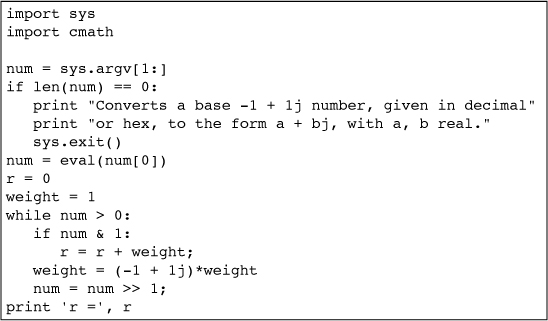 import sys
import cmath

num = sys.argv[1:]
if len(num) == 0:
   print "Converts a base -1 + 1j number, given in decimal"
   print "or hex, to the form a + bj, with a, b real."
   sys.exit()
num = eval(num[0])
r = 0
weight = 1
while num > 0:
   if num & 1:
      r = r + weight;
   weight = (-1 + 1j)*weight
   num = num >> 1;
print 'r =', r